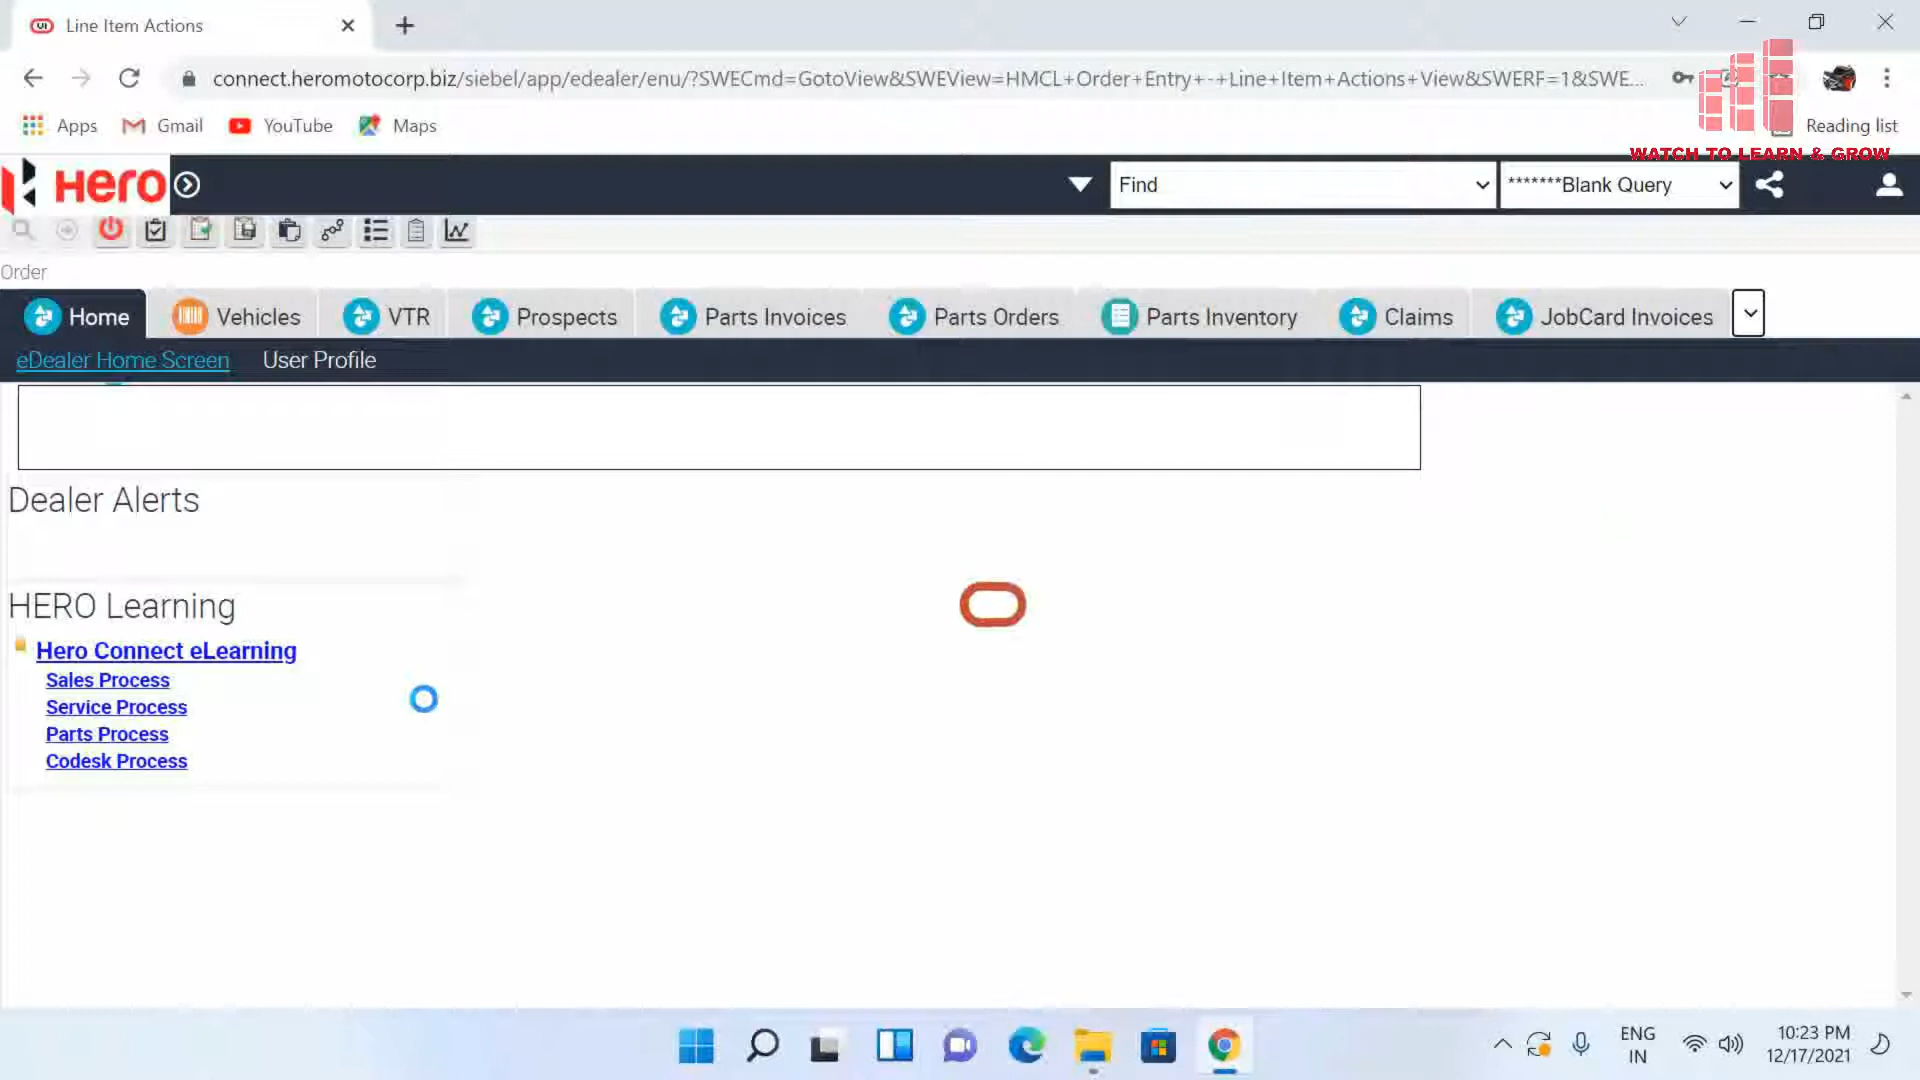 Line Item Actions
connect.heromotocorp.biz/siebel/app/edealer/enu/?SWECmd=GotoView&SWEView=HMCL+Order+Entry+-+Line+Item+Actions+View&SWERF=1&SWE...
Apps Gmail YouTube Maps Reading list
WATCH TO LEARN & GROW
Hero Find *******Blank Query
Order
Home Vehicles VTR Prospects Parts Invoices Parts Orders Parts Inventory Claims JobCard Invoices
eDealer Home Screen User Profile
Dealer Alerts
HERO Learning
Hero Connect eLearning
Sales Process
Service Process
Parts Process
Codesk Process
ENG 10:23 PM
IN 12/17/2021